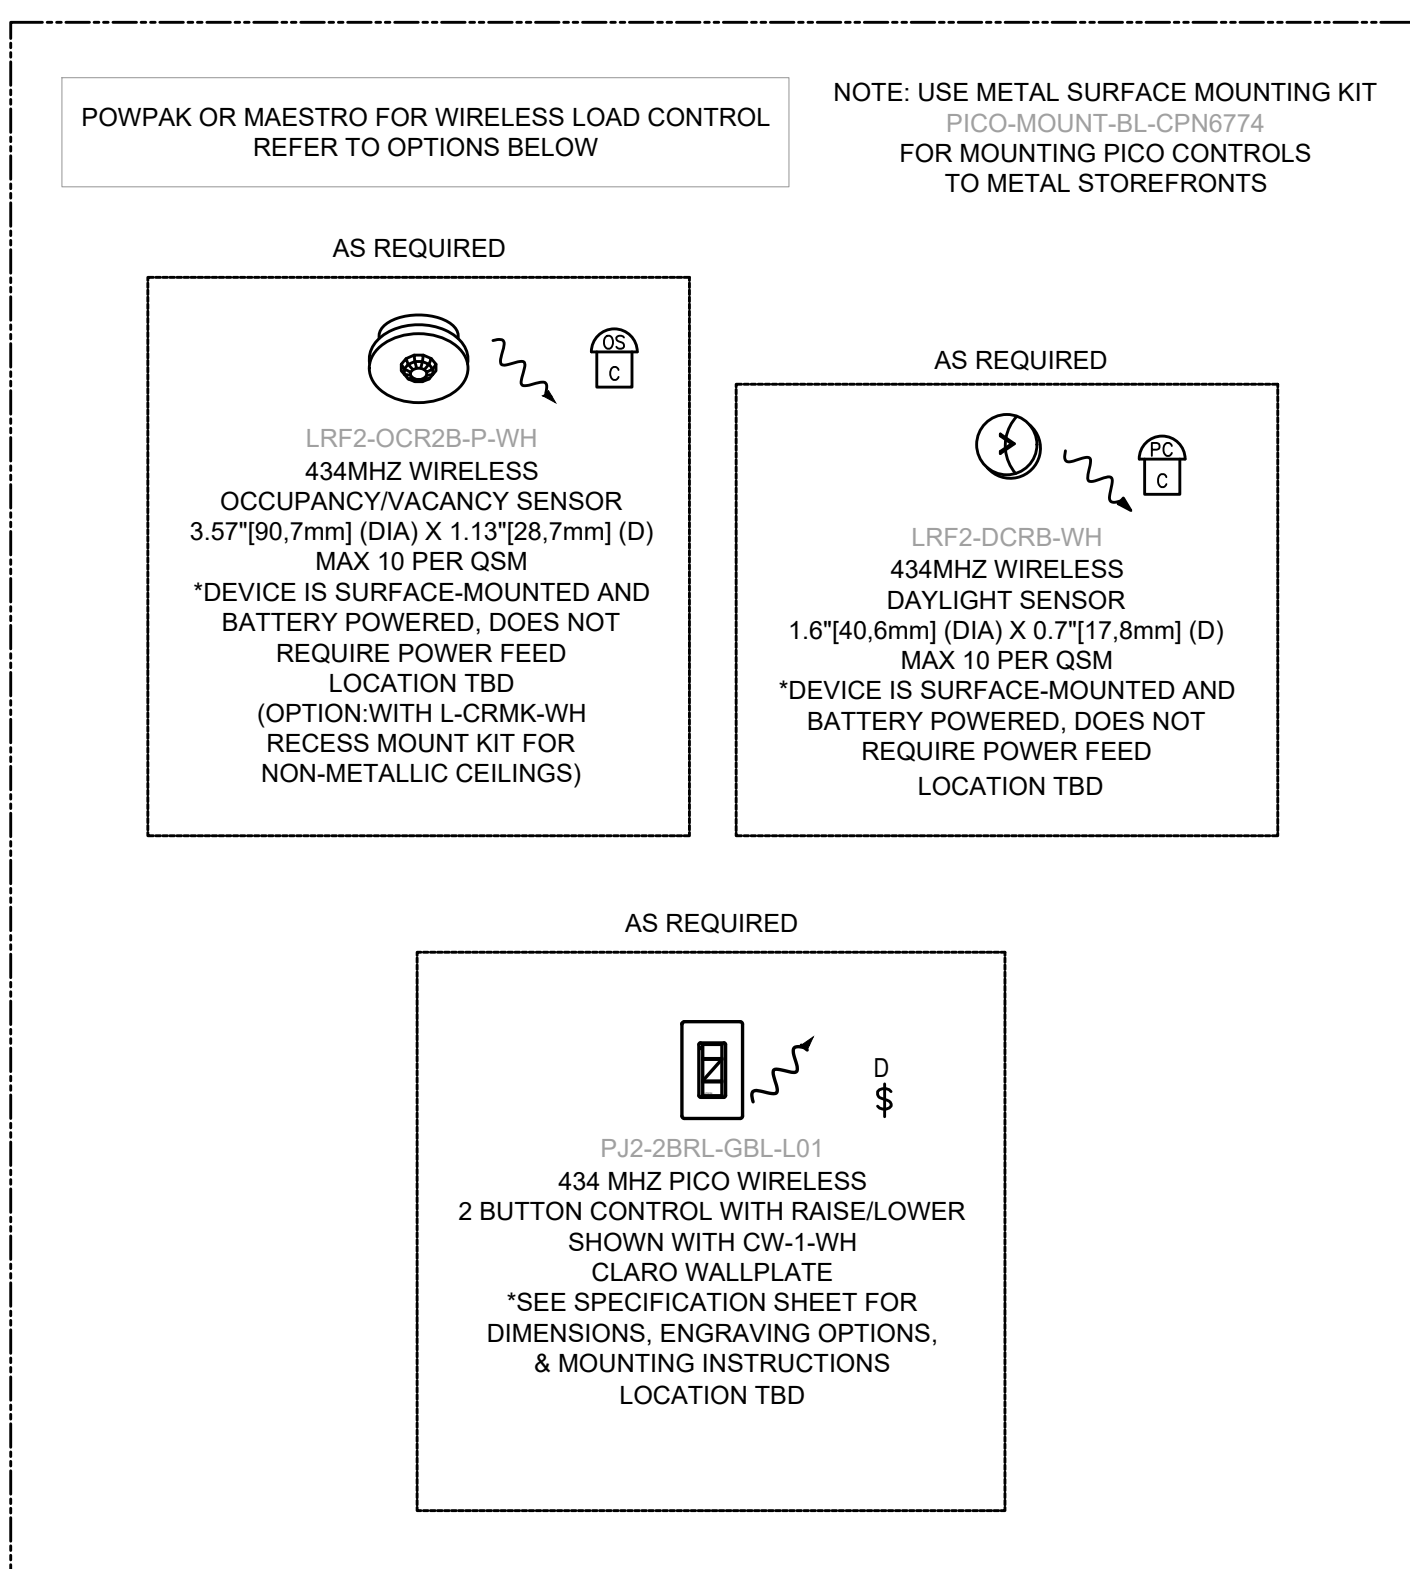 POWPAK OR MAESTRO FOR WIRELESS LOAD CONTROL
REFER TO OPTIONS BELOW
NOTE: USE METAL SURFACE MOUNTING KIT
PICO-MOUNT-BL-CPN6774
FOR MOUNTING PICO CONTROLS
TO METAL STOREFRONTS
AS REQUIRED
OS
C
LRF2-OCR2B-P-WH
434MHZ WIRELESS
OCCUPANCY/VACANCY SENSOR
3.57"[90,7mm] (DIA) X 1.13"[28,7mm] (D)
MAX 10 PER QSM
*DEVICE IS SURFACE-MOUNTED AND
BATTERY POWERED, DOES NOT
REQUIRE POWER FEED
LOCATION TBD
(OPTION:WITH L-CRMK-WH
RECESS MOUNT KIT FOR
NON-METALLIC CEILINGS)
AS REQUIRED
PC
C
LRF2-DCRB-WH
434MHZ WIRELESS
DAYLIGHT SENSOR
1.6"[40,6mm] (DIA) X 0.7"[17,8mm] (D)
MAX 10 PER QSM
*DEVICE IS SURFACE-MOUNTED AND
BATTERY POWERED, DOES NOT
REQUIRE POWER FEED
LOCATION TBD
AS REQUIRED
D
$
PJ2-2BRL-GBL-L01
434 MHZ PICO WIRELESS
2 BUTTON CONTROL WITH RAISE/LOWER
SHOWN WITH CW-1-WH
CLARO WALLPLATE
*SEE SPECIFICATION SHEET FOR
DIMENSIONS, ENGRAVING OPTIONS,
& MOUNTING INSTRUCTIONS
LOCATION TBD